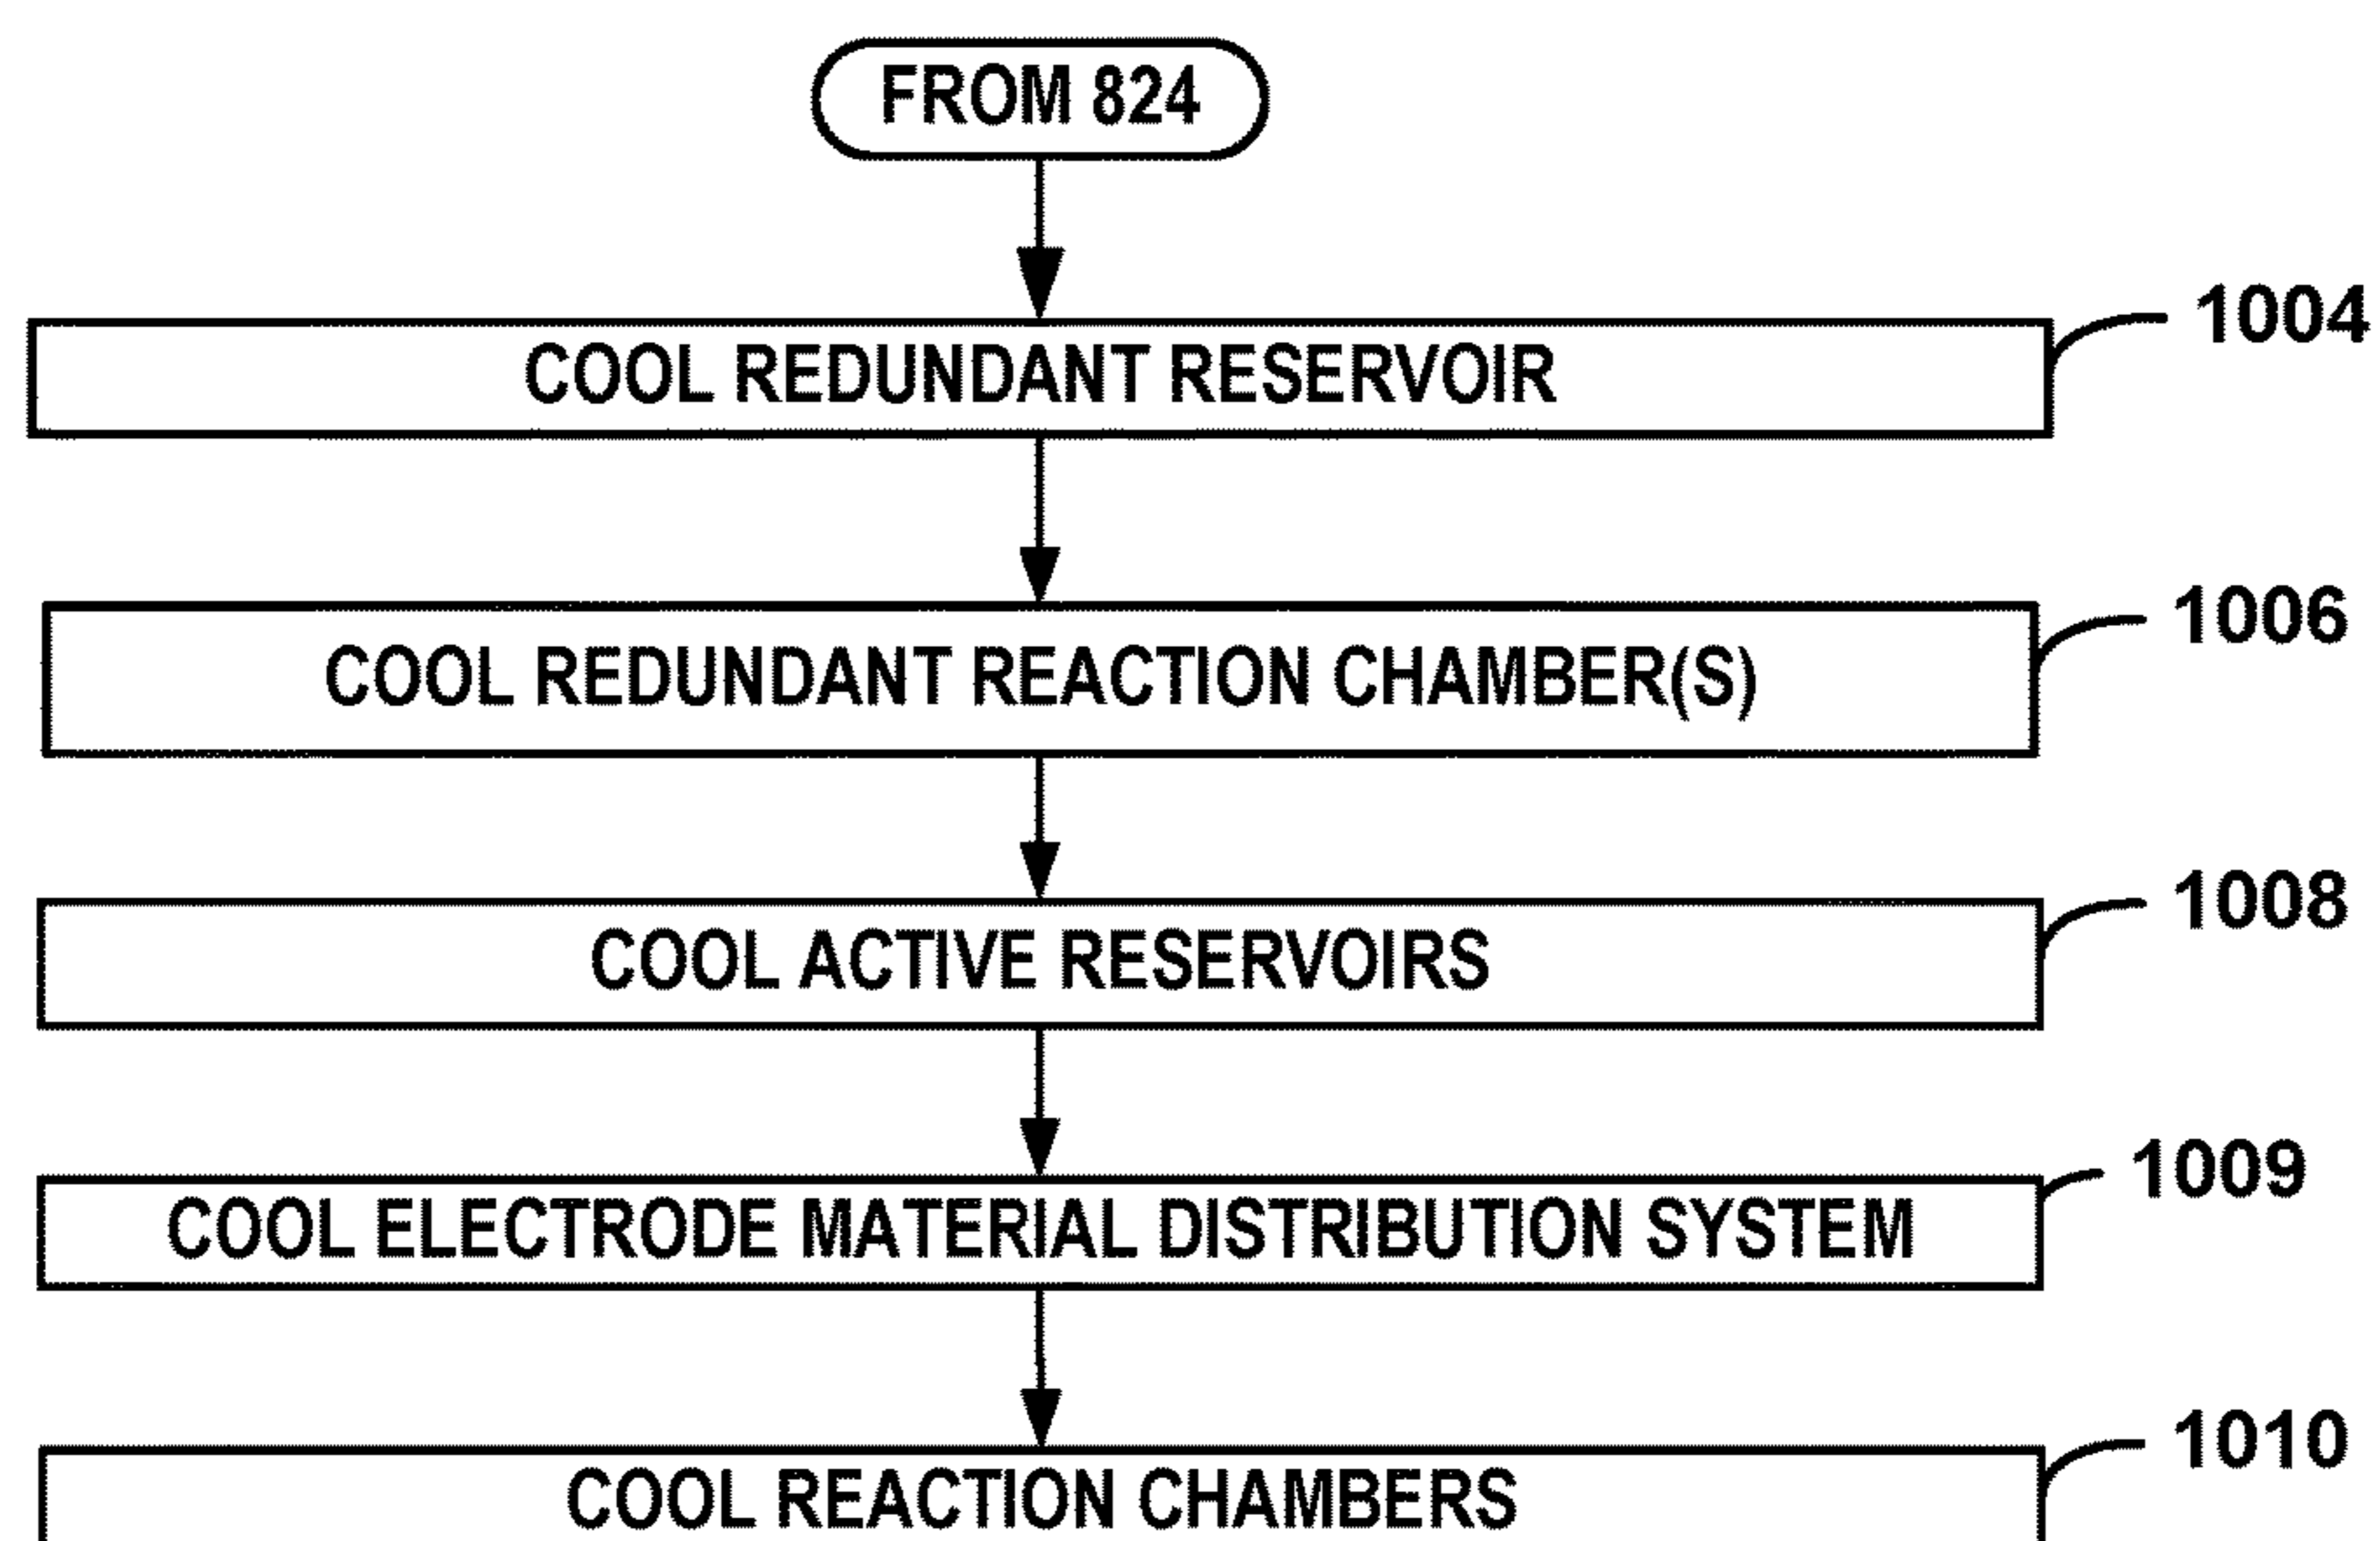 FROM 824
1004
COOL REDUNDANT RESERVOIR
1006
COOL REDUNDANT REACTION CHAMBER(S)
1008
COOL ACTIVE RESERVOIRS
1009
COOL ELECTRODE MATERIAL DISTRIBUTION SYSTEM
1010
COOL REACTION CHAMBERS